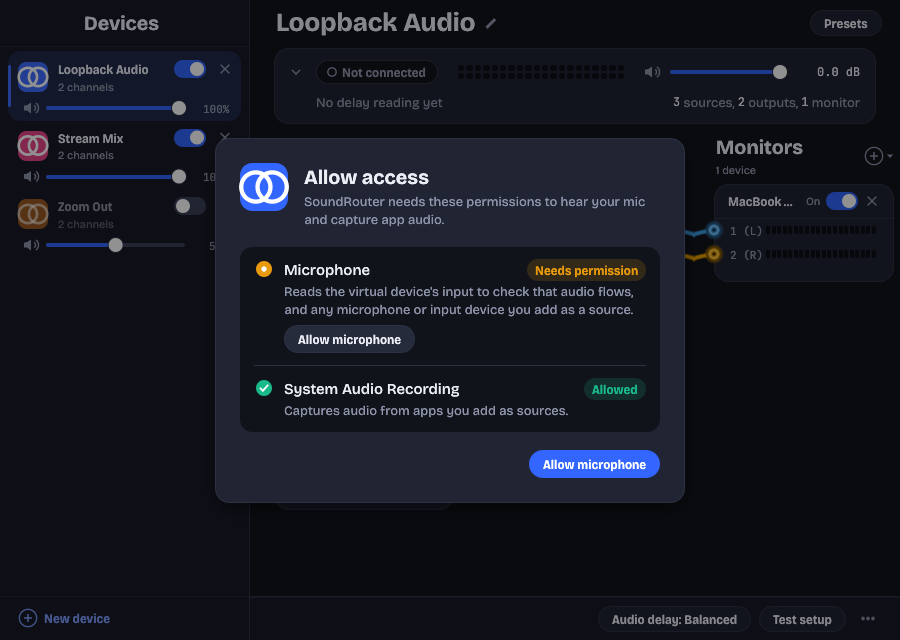 Devices
Loopback Audio
2 channels
100%
Stream Mix
2 channels
Zoom Out
2 channels
New device
Loopback Audio
Presets
Not connected
0.0 dB
No delay reading yet
3 sources, 2 outputs, 1 monitor
Monitors
1 device
MacBook ...
On
1 (L)
2 (R)
Allow access
SoundRouter needs these permissions to hear your mic
and capture app audio.
Microphone
Needs permission
Reads the virtual device's input to check that audio flows,
and any microphone or input device you add as a source.
Allow microphone
System Audio Recording
Allowed
Captures audio from apps you add as sources.
Allow microphone
Audio delay: Balanced
Test setup